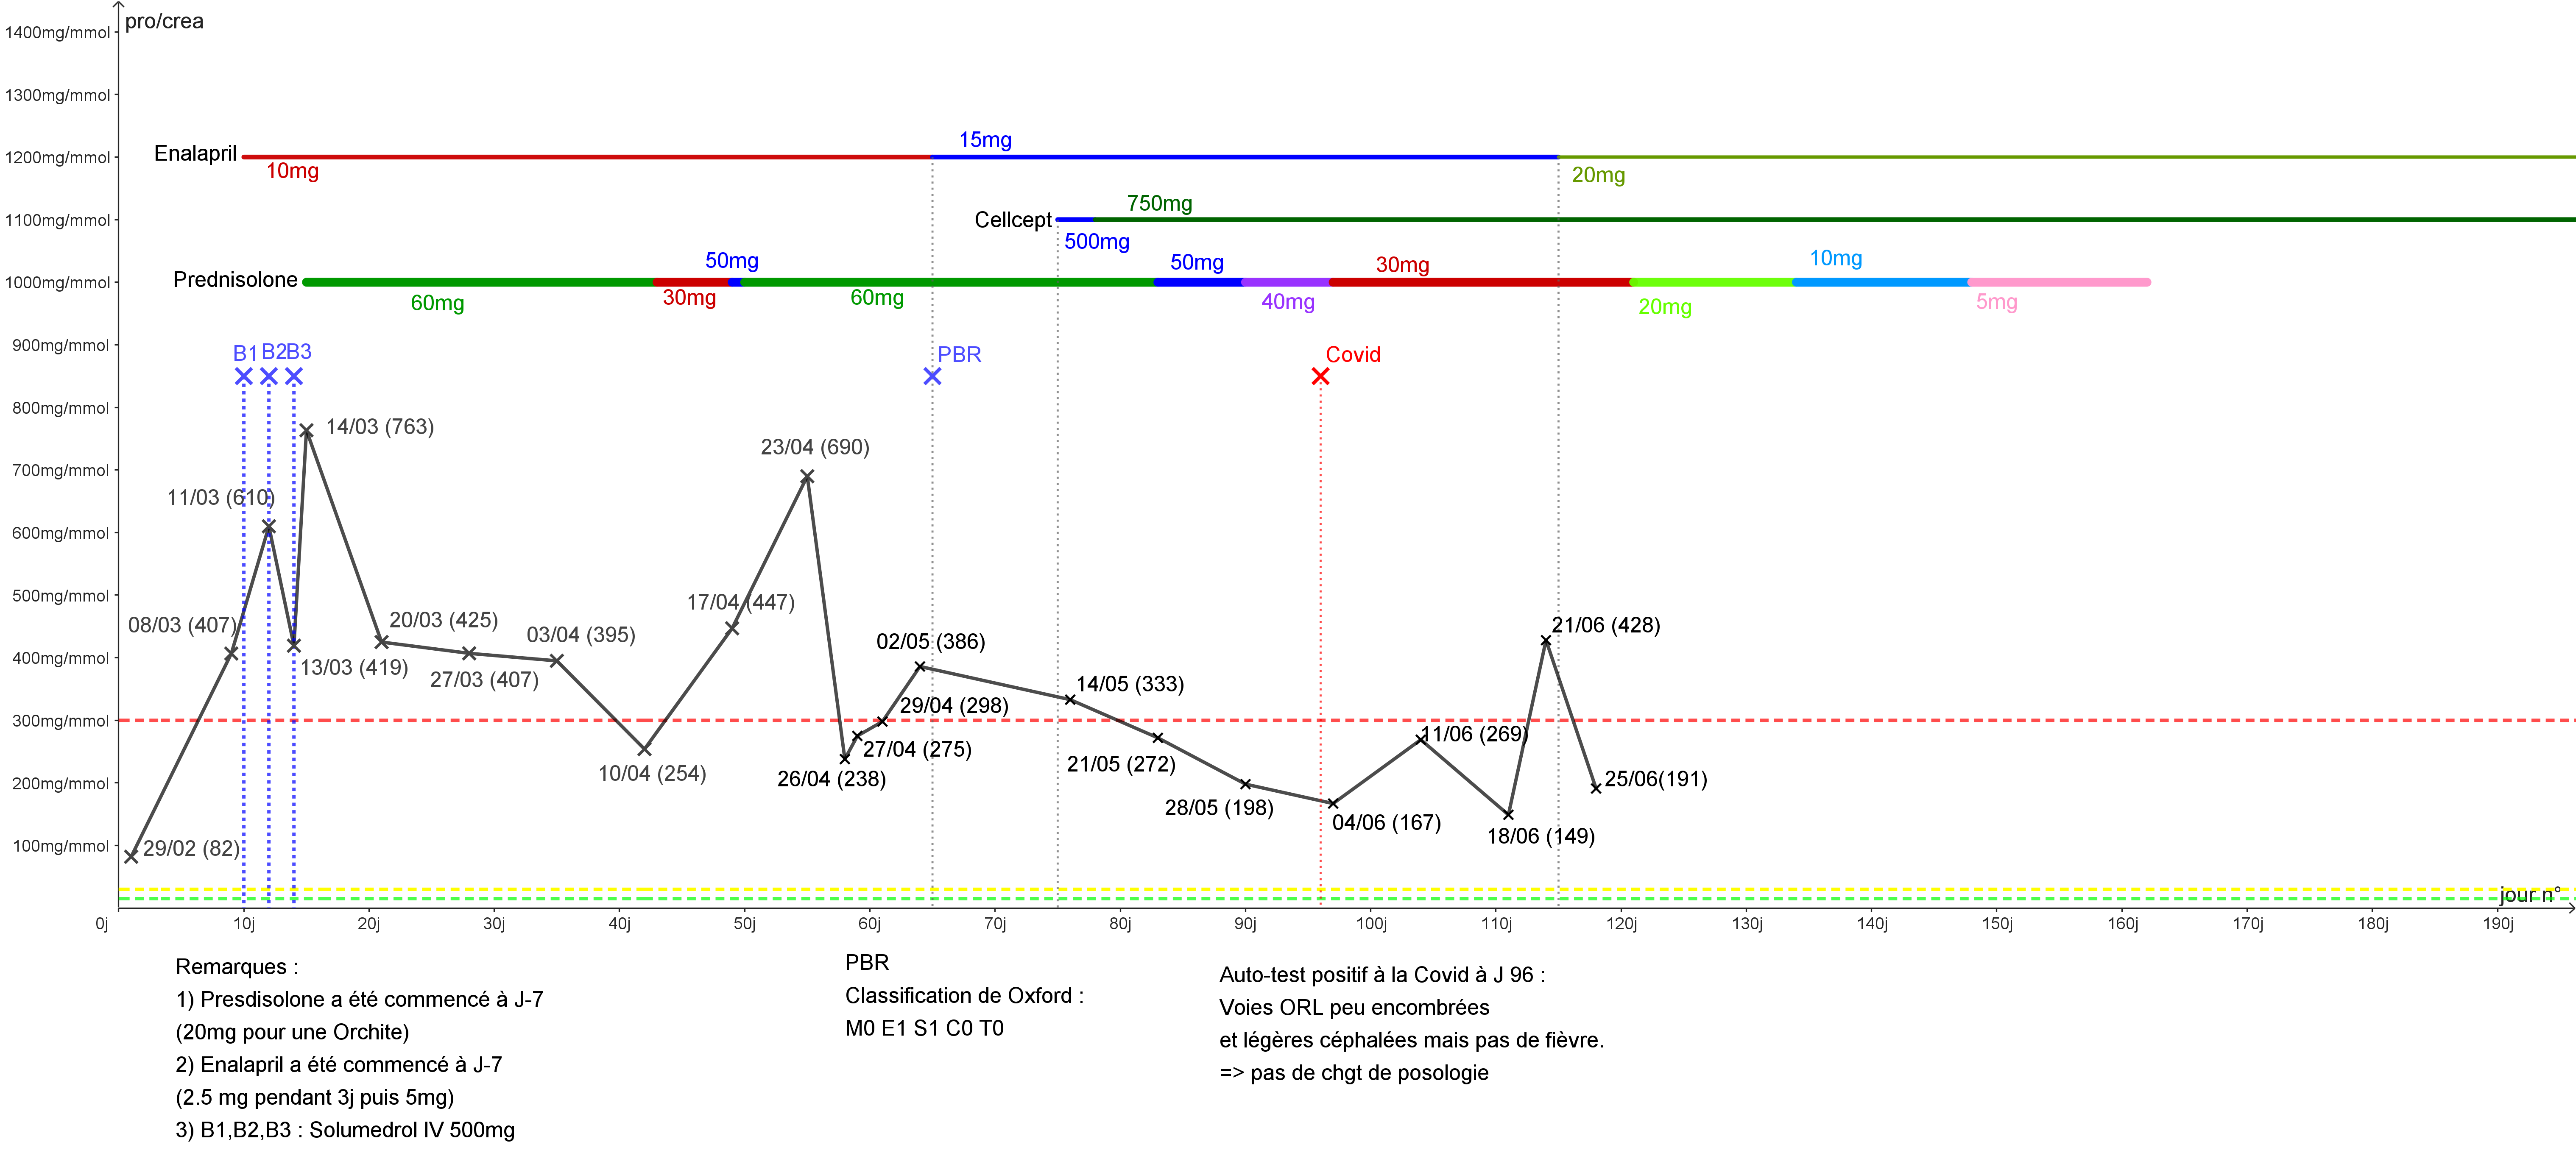 pro/crea
1400mg/mmol
1300mg/mmol
1200mg/mmol
1100mg/mmol
1000mg/mmol
900mg/mmol
800mg/mmol
700mg/mmol
600mg/mmol
500mg/mmol
400mg/mmol
300mg/mmol
200mg/mmol
100mg/mmol
Enalapril
10mg
15mg
20mg
Cellcept
500mg
750mg
Prednisolone
60mg
30mg
50mg
60mg
50mg
40mg
30mg
20mg
10mg
5mg
B1 B2 B3
PBR
Covid
29/02 (82)
08/03 (407)
11/03 (610)
13/03 (419)
14/03 (763)
20/03 (425)
27/03 (407)
03/04 (395)
10/04 (254)
17/04 (447)
23/04 (690)
26/04 (238)
27/04 (275)
29/04 (298)
02/05 (386)
14/05 (333)
21/05 (272)
28/05 (198)
04/06 (167)
11/06 (269)
18/06 (149)
21/06 (428)
25/06(191)
jour n°
0j 10j 20j 30j 40j 50j 60j 70j 80j 90j 100j 110j 120j 130j 140j 150j 160j 170j 180j 190j
Remarques :
1) Presdisolone a été commencé à J-7
(20mg pour une Orchite)
2) Enalapril a été commencé à J-7
(2.5 mg pendant 3j puis 5mg)
3) B1,B2,B3 : Solumedrol IV 500mg
PBR
Classification de Oxford :
M0 E1 S1 C0 T0
Auto-test positif à la Covid à J 96 :
Voies ORL peu encombrées
et légères céphalées mais pas de fièvre.
=> pas de chgt de posologie